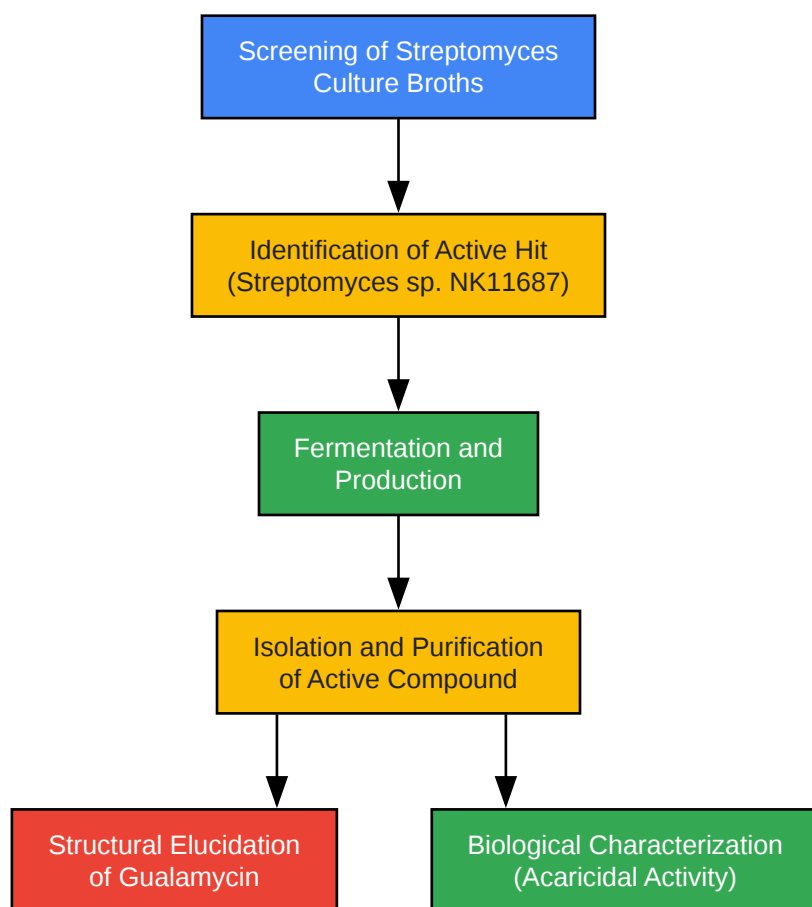 Screening of Streptomyces
Culture Broths
Identification of Active Hit
(Streptomyces sp. NK11687)
Fermentation and
Production
Isolation and Purification
of Active Compound
Structural Elucidation
of Gualamycin
Biological Characterization
(Acaricidal Activity)